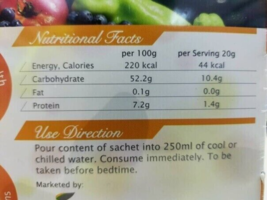 Nutritional Facts
per 100g per Serving 20g
Energy, Calories 220 kcal 44 kcal
Carbohydrate 52.2g 10.4g
Fat 0.1g 0.0g
Protein 7.2g 1.4g
Use Direction
Pour content of sachet into 250ml of cool or
chilled water. Consume immediately. To be
taken before bedtime.
Marketed by: